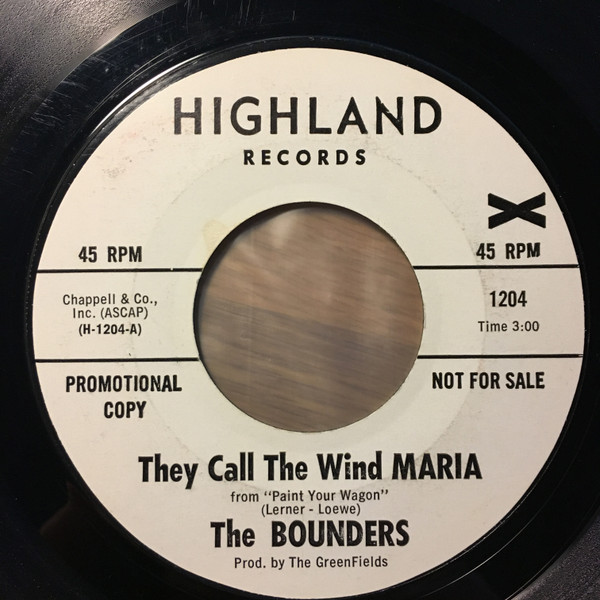 HIGHLAND
RECORDS
X
45 RPM
Chappell & Co.,
Inc. (ASCAP)
(H-1204-A)
PROMOTIONAL
COPY
45 RPM
1204
Time 3:00
NOT FOR SALE
They Call The Wind MARIA
from "Paint Your Wagon"
(Lerner - Loewe)
The BOUNDERS
Prod. by The GreenFields